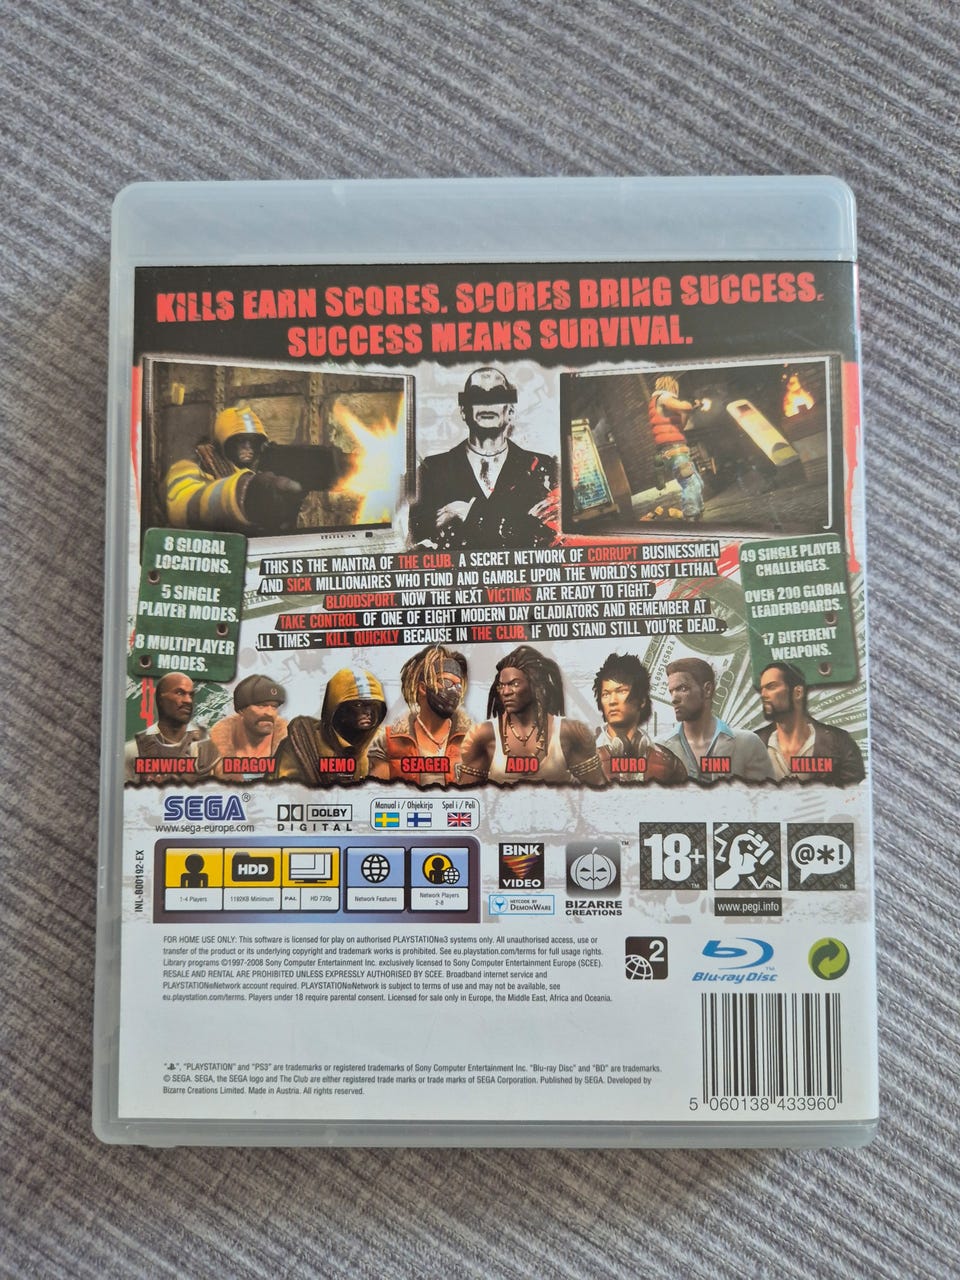 KILLS EARN SCORES. SCORES BRING SUCCESS.
SUCCESS MEANS SURVIVAL.
8 GLOBAL
LOCATIONS.
5 SINGLE
PLAYER MODES.
8 MULTIPLAYER
MODES.
THIS IS THE MANTRA OF THE CLUB. A SECRET NETWORK OF CORRUPT BUSINESSMEN
AND SICK MILLIONAIRES WHO FUND AND GAMBLE UPON THE WORLD'S MOST LETHAL
BLOODSPORT. NOW THE NEXT VICTIMS ARE READY TO FIGHT.
TAKE CONTROL OF ONE OF EIGHT MODERN DAY GLADIATORS AND REMEMBER AT
ALL TIMES – KILL QUICKLY BECAUSE IN THE CLUB, IF YOU STAND STILL YOU'RE DEAD...
49 SINGLE PLAYER
CHALLENGES.
OVER 200 GLOBAL
LEADERBOARDS.
17 DIFFERENT
WEAPONS.
RENWICK DRAGOV NEMO SEAGER ADJO KURO FINN KILLEN
SEGA®
www.sega-europe.com
DOLBY
DIGITAL
Manual i / Ohjekirja Spel i / Peli
INL-B00192-EX
HDD
1-4 Players
1192KB Minimum
PAL
HD 720p
Network Features
Network Players
2-8
BINK
VIDEO
NETCODE BY
DEMONWARE
BIZARRE
CREATIONS
TM
18+
@*!
www.pegi.info
FOR HOME USE ONLY: This software is licensed for play on authorised PLAYSTATION®3 systems only. All unauthorised access, use or
transfer of the product or its underlying copyright and trademark works is prohibited. See eu.playstation.com/terms for full usage rights.
Library programs ©1997-2008 Sony Computer Entertainment Inc. exclusively licensed to Sony Computer Entertainment Europe (SCEE).
RESALE AND RENTAL ARE PROHIBITED UNLESS EXPRESSLY AUTHORISED BY SCEE. Broadband internet service and
PLAYSTATION®Network account required. PLAYSTATION®Network is subject to terms of use and may not be available, see
eu.playstation.com/terms. Players under 18 require parental consent. Licensed for sale only in Europe, the Middle East, Africa and Oceania.
2
Blu-ray Disc
TM
", "PLAYSTATION" and "PS3" are trademarks or registered trademarks of Sony Computer Entertainment Inc. "Blu-ray Disc" and "BD" are trademarks.
© SEGA. SEGA, the SEGA logo and The Club are either registered trade marks or trade marks of SEGA Corporation. Published by SEGA. Developed by
Bizarre Creations Limited. Made in Austria. All rights reserved.
5 060138 433960